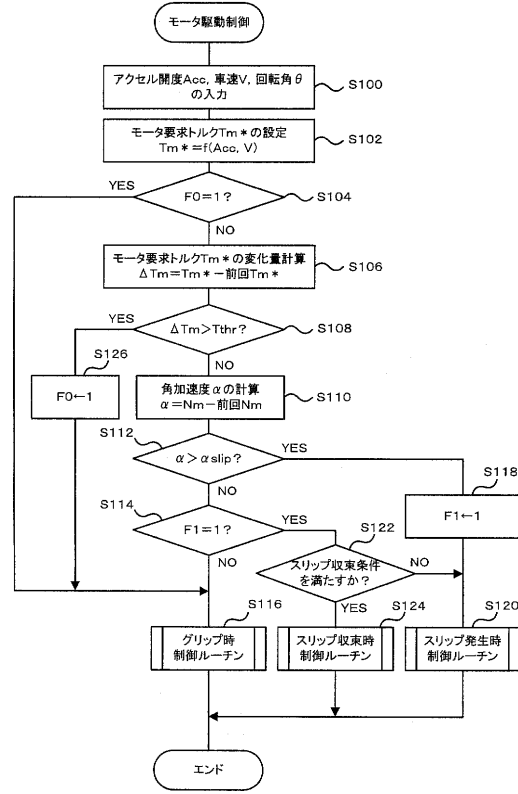 モータ駆動制御
アクセル開度Acc, 車速V, 回転角θ
の入力
S100
モータ要求トルクTm*の設定
Tm*=f(Acc, V)
S102
YES
F0=1?
S104
NO
モータ要求トルクTm*の変化量計算
ΔTm=Tm*-前回Tm*
S106
YES
ΔTm>Tthr?
S108
NO
S126
F0←1
角加速度αの計算
α=Nm-前回Nm
S110
S112
α>αslip?
YES
NO
S118
F1←1
S114
F1=1?
YES
NO
S122
スリップ収束条件
を満たすか?
NO
YES
S116
グリップ時
制御ルーチン
S124
スリップ収束時
制御ルーチン
S120
スリップ発生時
制御ルーチン
エンド